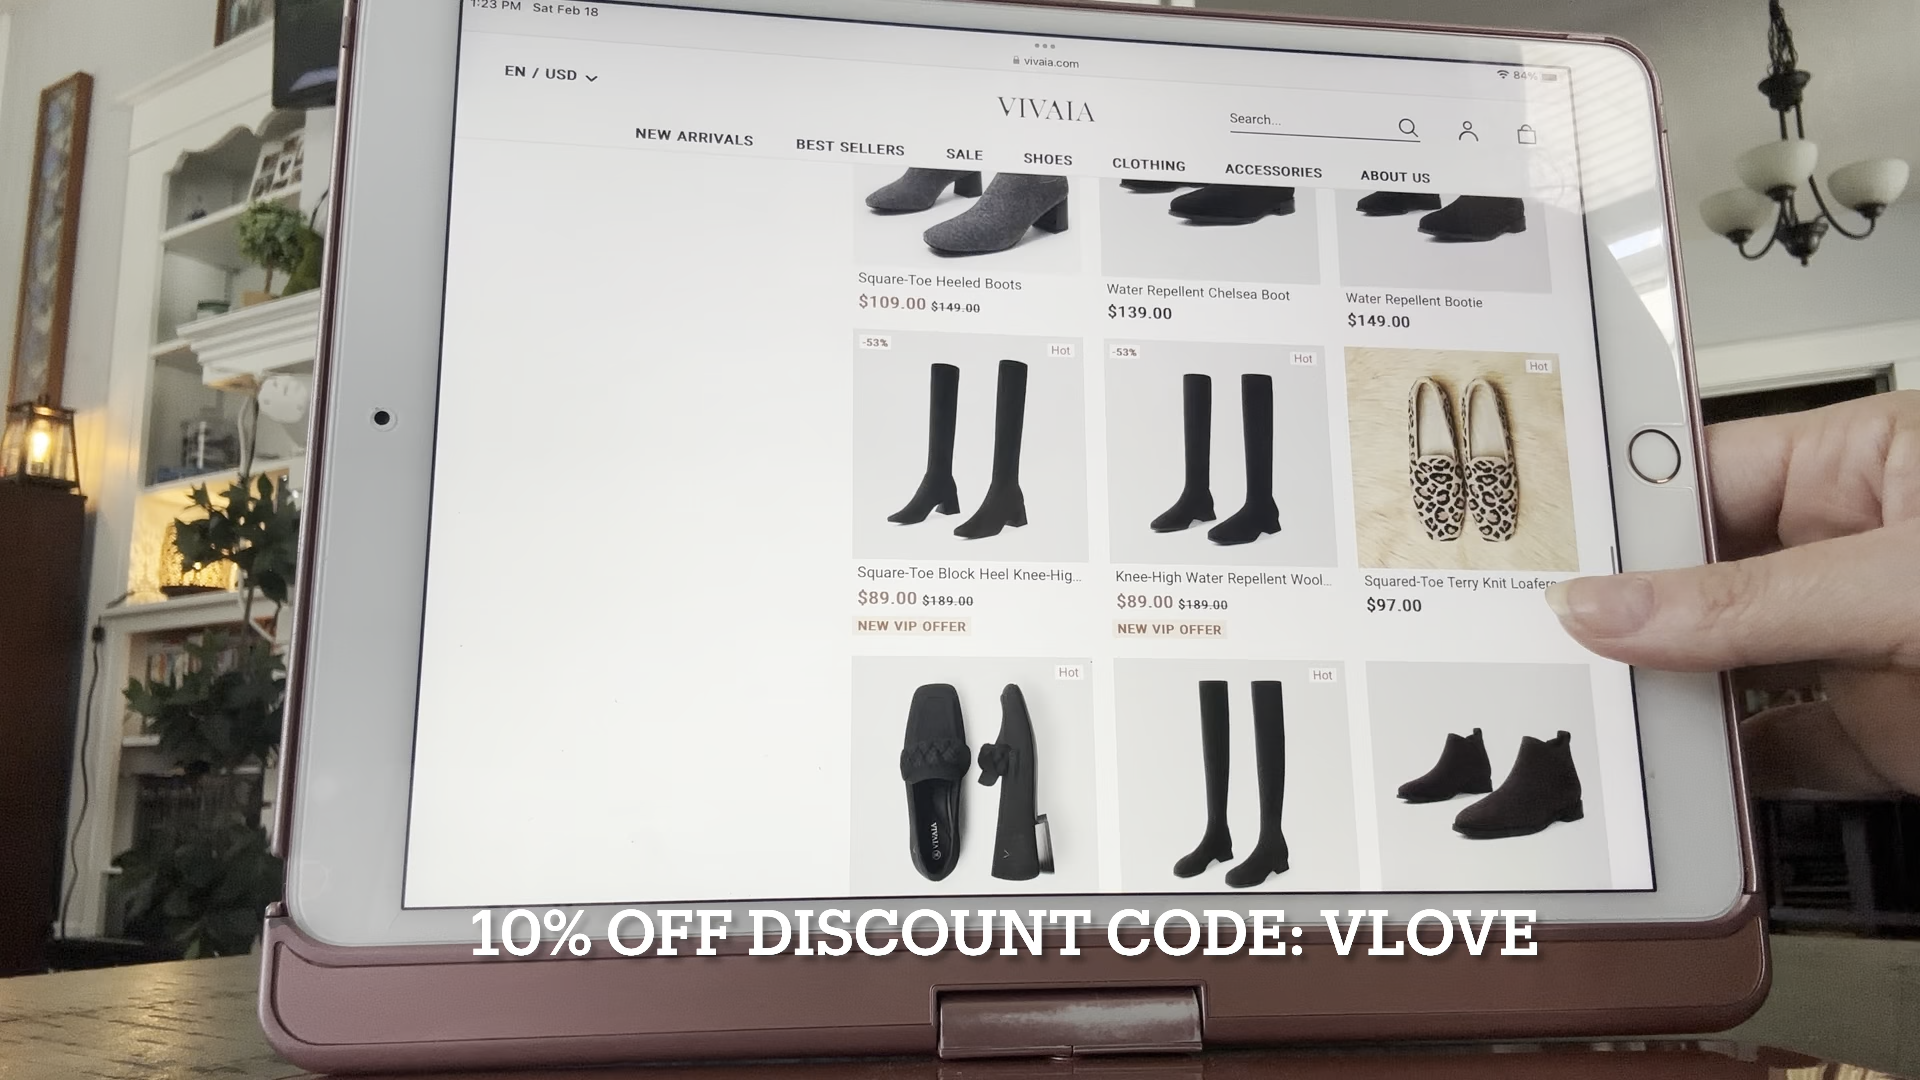 1:23 PM Sat Feb 18
vivaia.com
84%
EN / USD
VIVAIA
Search...
NEW ARRIVALS BEST SELLERS SALE SHOES CLOTHING ACCESSORIES ABOUT US
Square-Toe Heeled Boots
$109.00 $149.00
Water Repellent Chelsea Boot
$139.00
Water Repellent Bootie
$149.00
-53% Hot
-53% Hot
Hot
Square-Toe Block Heel Knee-Hig...
$89.00 $189.00
NEW VIP OFFER
Knee-High Water Repellent Wool...
$89.00 $189.00
NEW VIP OFFER
Squared-Toe Terry Knit Loafers
$97.00
Hot
Hot
VIVAIA
10% OFF DISCOUNT CODE: VLOVE